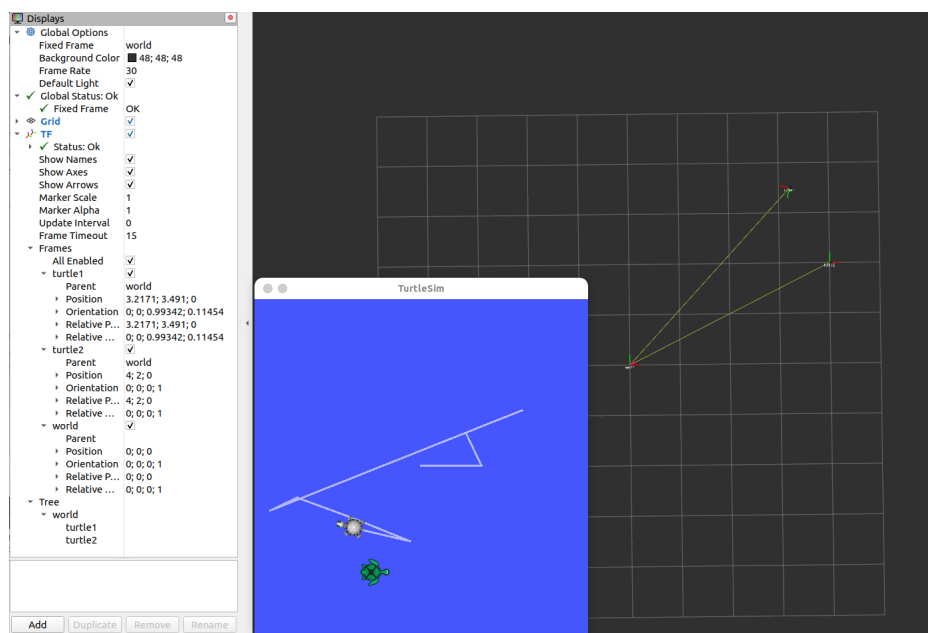 Displays
Global Options
Fixed Frame world
Background Color 48; 48; 48
Frame Rate 30
Default Light
Global Status: Ok
Fixed Frame OK
Grid
TF
Status: Ok
Show Names
Show Axes
Show Arrows
Marker Scale 1
Marker Alpha 1
Update Interval 0
Frame Timeout 15
Frames
All Enabled
turtle1
Parent world
Position 3.2171; 3.491; 0
Orientation 0; 0; 0.99342; 0.11454
Relative P... 3.2171; 3.491; 0
Relative ... 0; 0; 0.99342; 0.11454
turtle2
Parent world
Position 4; 2; 0
Orientation 0; 0; 0; 1
Relative P... 4; 2; 0
Relative ... 0; 0; 0; 1
world
Parent
Position 0; 0; 0
Orientation 0; 0; 0; 1
Relative P... 0; 0; 0
Relative ... 0; 0; 0; 1
Tree
world
turtle1
turtle2
Add Duplicate Remove Rename
TurtleSim